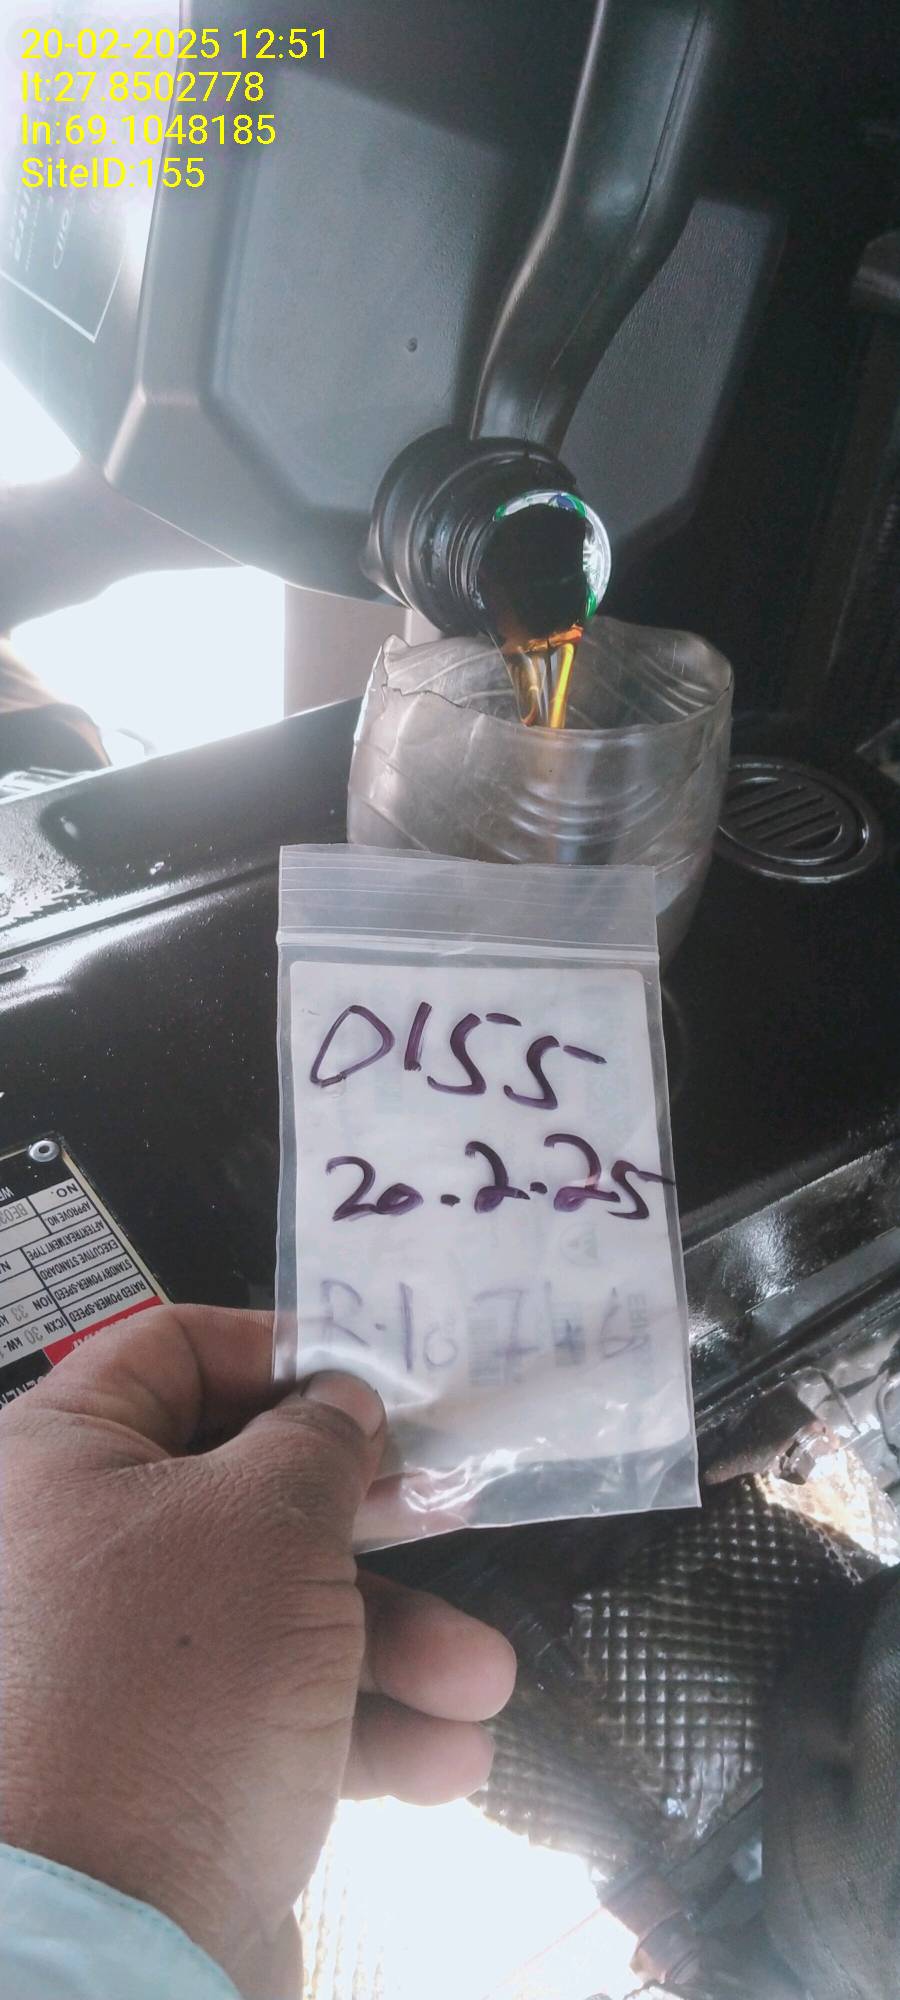 20-02-2025 12:51
lt:27.8502778
ln:69.1048185
SiteID:155
0155
20.2.25
NO.
APPROVE NO.
AFTERTREATMENT TYPE
EXECUTIVE STANDARD
STANDBY POWER-SPEED
RATED POWER-SPEED